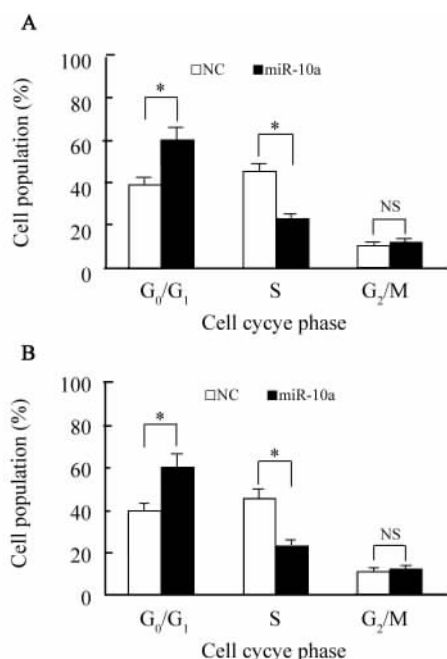 A
Cell population (%)
100
80
60
40
20
0
NC miR-10a
*
*
NS
G₀/G₁ S G₂/M
Cell cycye phase
B
Cell population (%)
100
80
60
40
20
0
NC miR-10a
*
*
NS
G₀/G₁ S G₂/M
Cell cycye phase